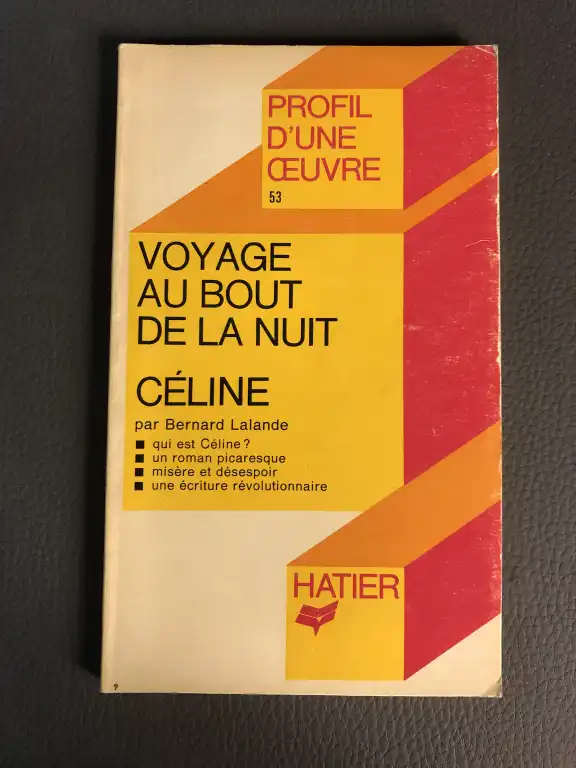 PROFIL
D'UNE
ŒUVRE
53
VOYAGE
AU BOUT
DE LA NUIT
CÉLINE
par Bernard Lalande
■ qui est Céline ?
■ un roman picaresque
■ misère et désespoir
■ une écriture révolutionnaire
HATIER